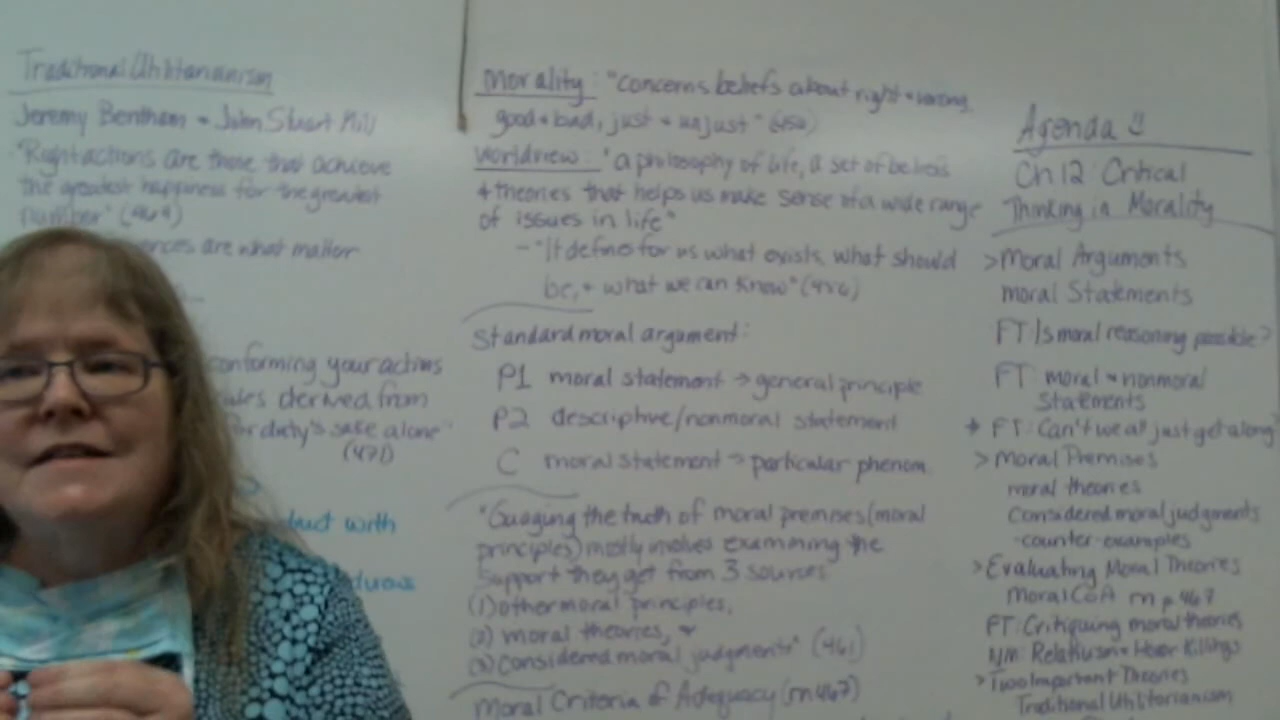 Traditional Utilitarianism
Jeremy Bentham + John Stuart Mill
"Right actions are those that achieve
the greatest happiness for the greatest
number" (464)
are what matter
conforming your actions
derived from
duty's sake alone"
(471)
with
Morality: "concerns beliefs about right + wrong,
good + bad, just + unjust" (454)
Worldview: "a philosophy of life, a set of beliefs
+ theories that helps us make sense of a wide range
of issues in life"
- "It defines for us what exists, what should
be, + what we can know" (456)
Standard moral argument:
P1 moral statement → general principle
P2 descriptive/nonmoral statement
C moral statement → particular phenom
"Guaging the truth of moral premises (moral
principles) mostly involves examining the
support they get from 3 sources
(1) other moral principles,
(2) moral theories, +
(3) Considered moral judgments" (461)
Moral Criteria of Adequacy (m 467)
Agenda :)
Ch 12: Critical
Thinking in Morality
> Moral Arguments
moral Statements
FT: Is moral reasoning possible?
FT: moral + nonmoral
Statements
* FT: Can't we all just get along?
> Moral Premises
moral theories
Considered moral judgments
counter-examples
> Evaluating Moral Theories
Moral CoA m p 467
FT: Critiquing moral theories
NM: Relativism + Honor Killings
> Two Important Theories
Traditional Utilitarianism